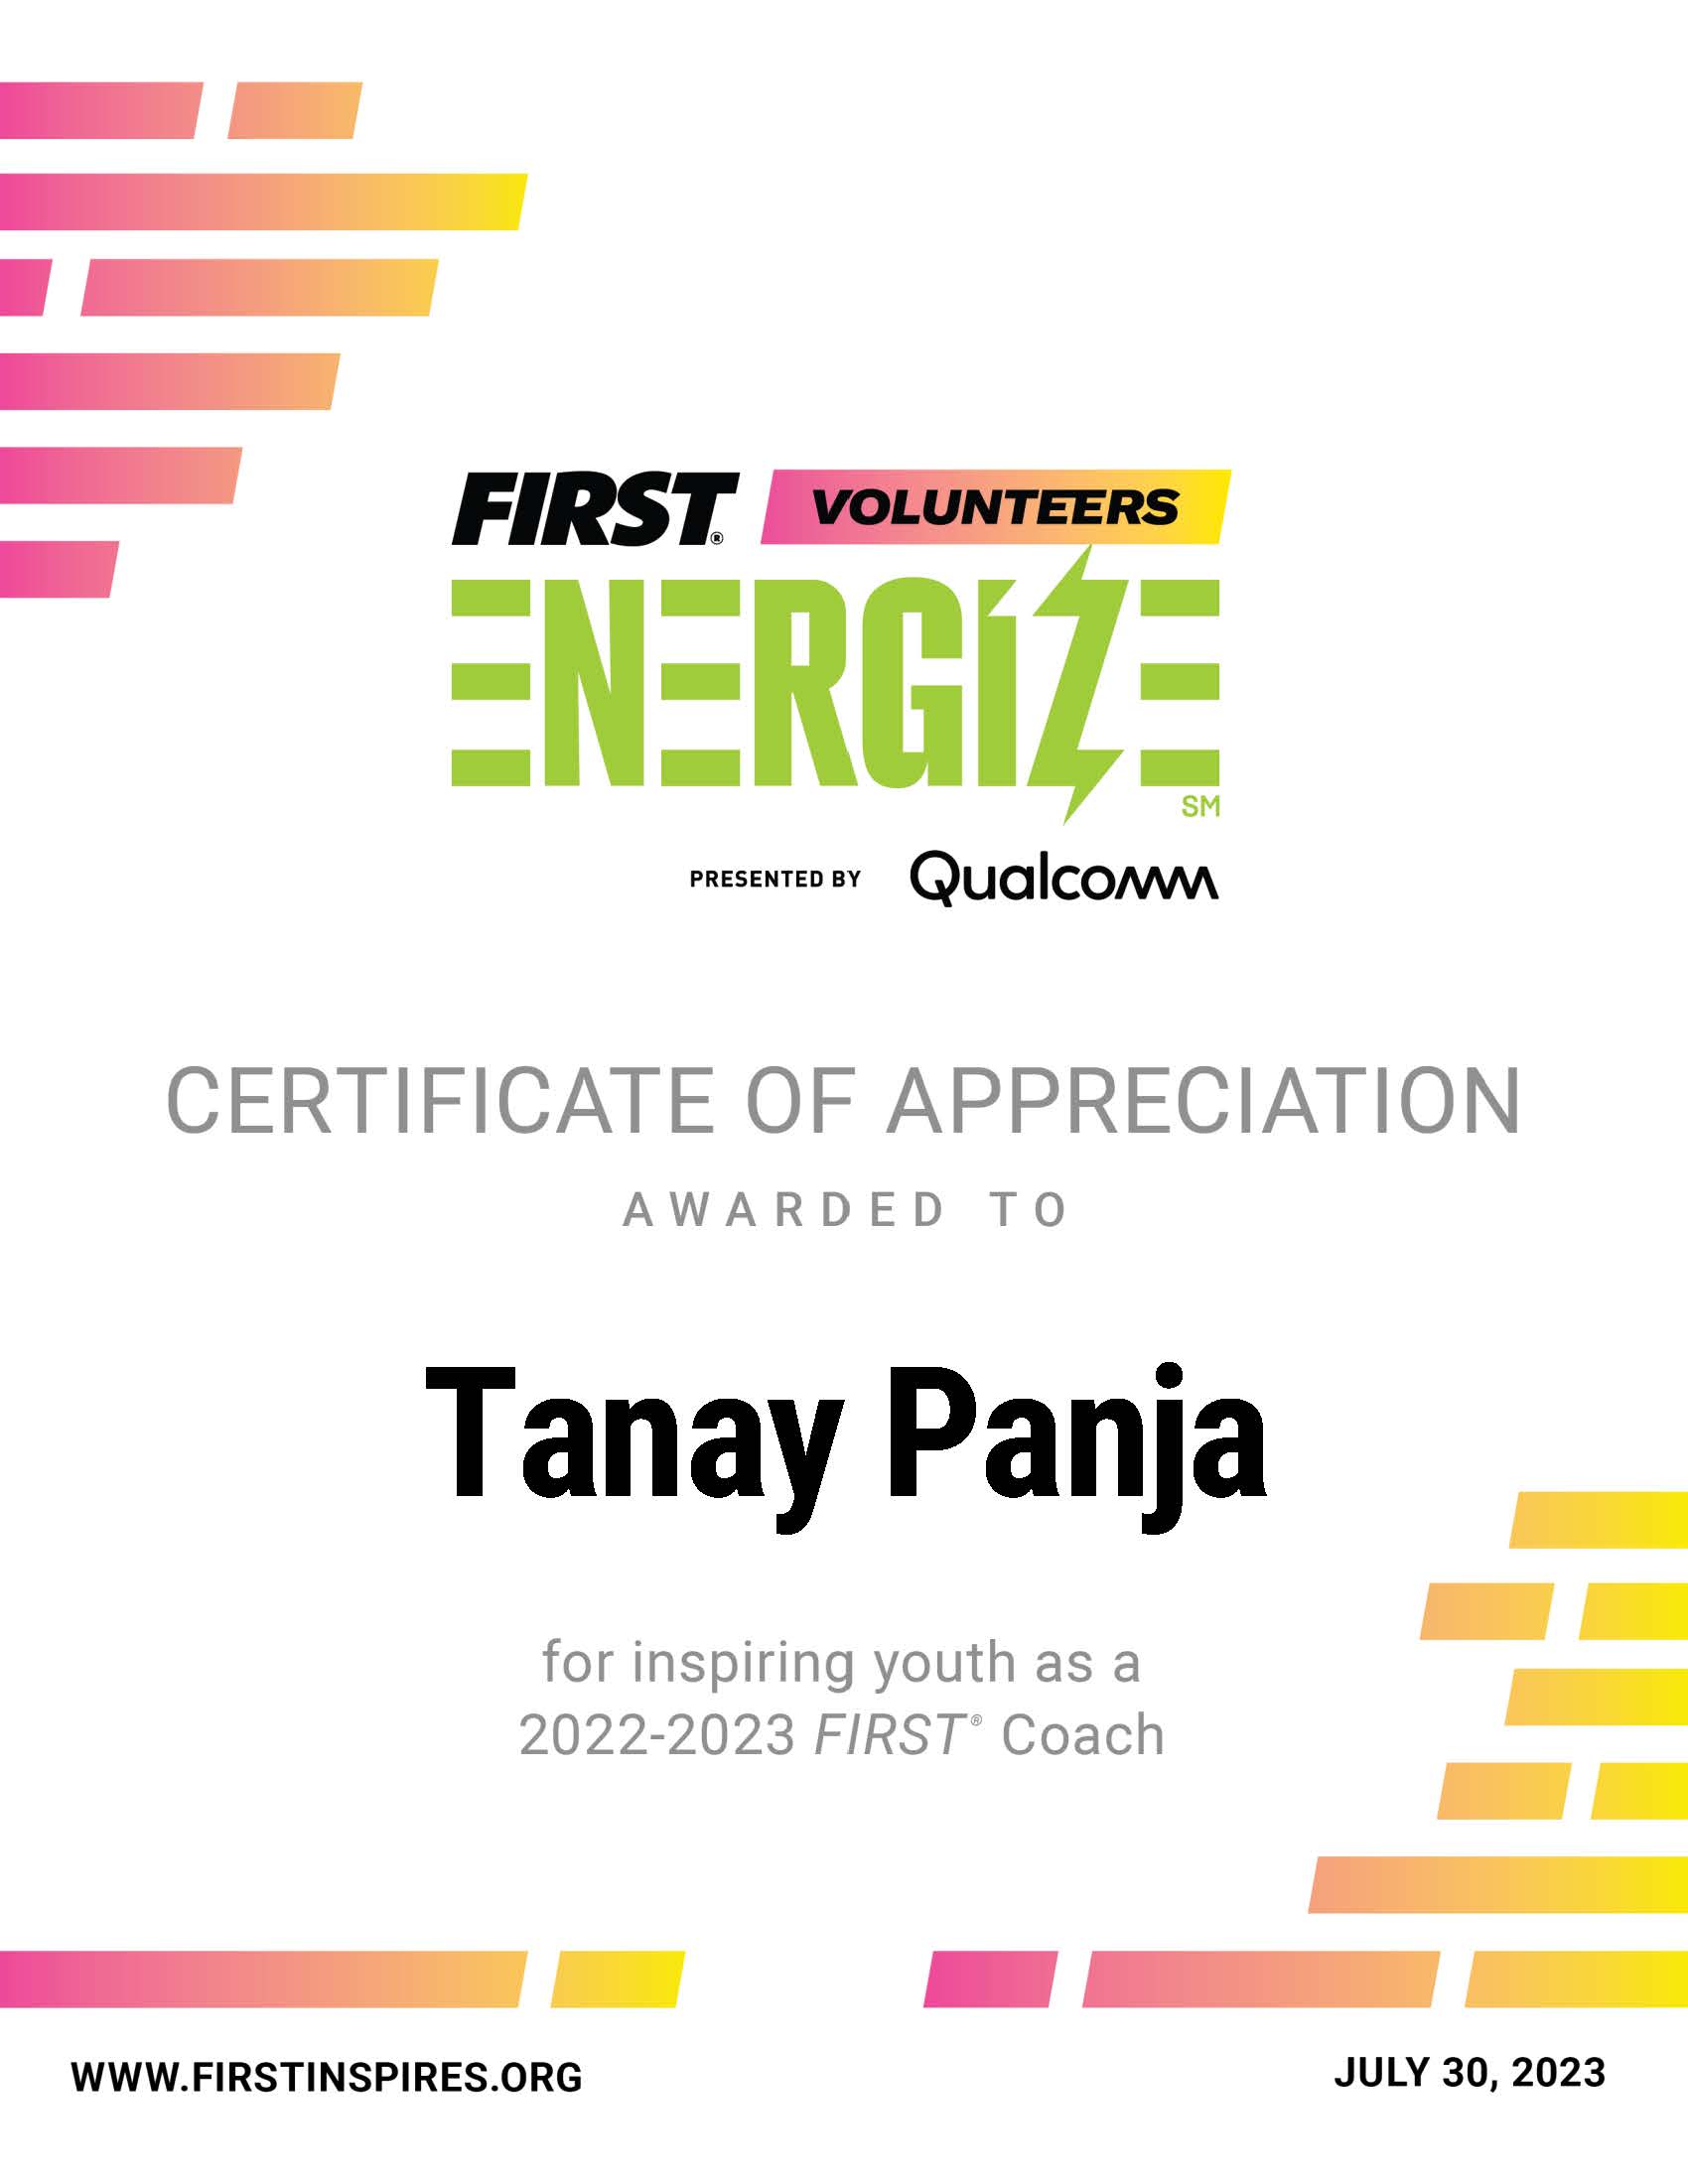 FIRST® VOLUNTEERS
ENERGIZE
SM
PRESENTED BY Qualcomm
CERTIFICATE OF APPRECIATION
AWARDED TO
Tanay Panja
for inspiring youth as a
2022-2023 FIRST® Coach
WWW.FIRSTINSPIRES.ORG
JULY 30, 2023